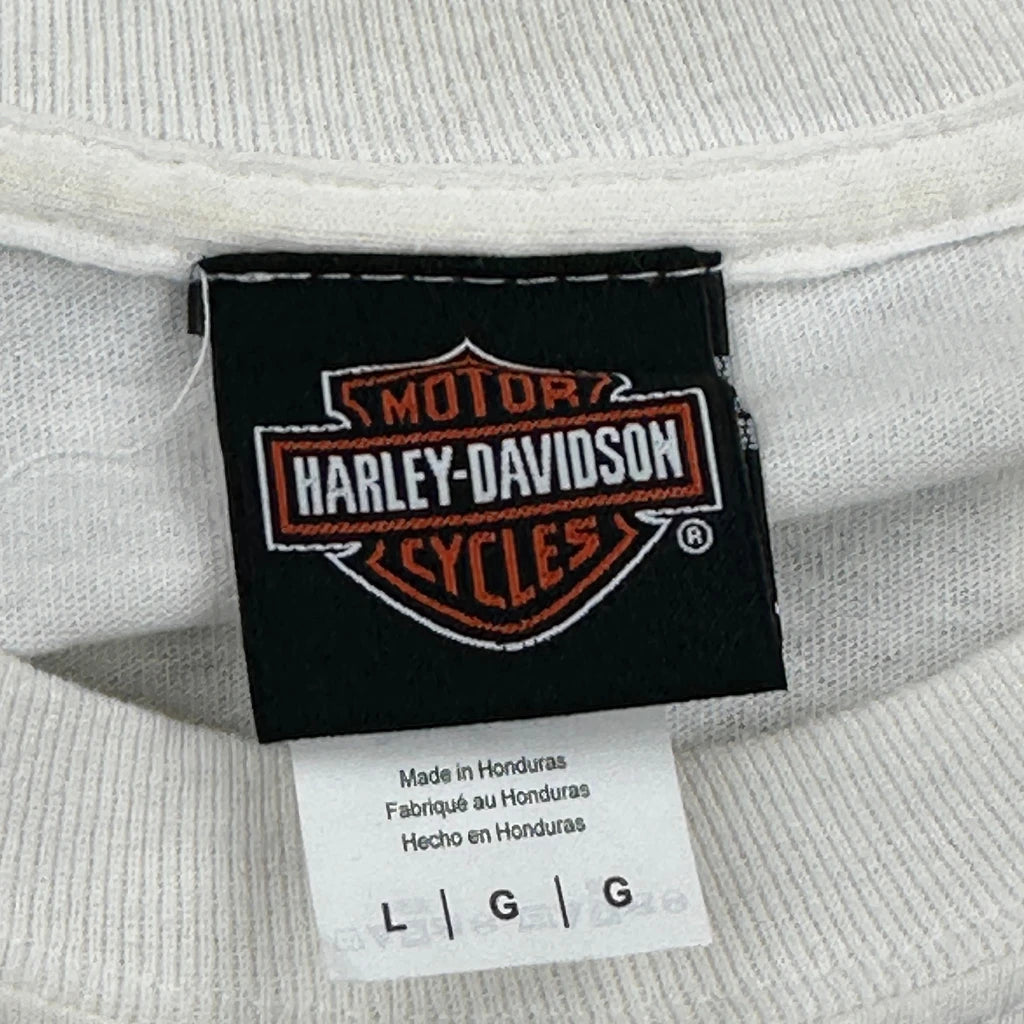 MOTOR
HARLEY-DAVIDSON
CYCLES
®
Made in Honduras
Fabriqué au Honduras
Hecho en Honduras
L | G | G